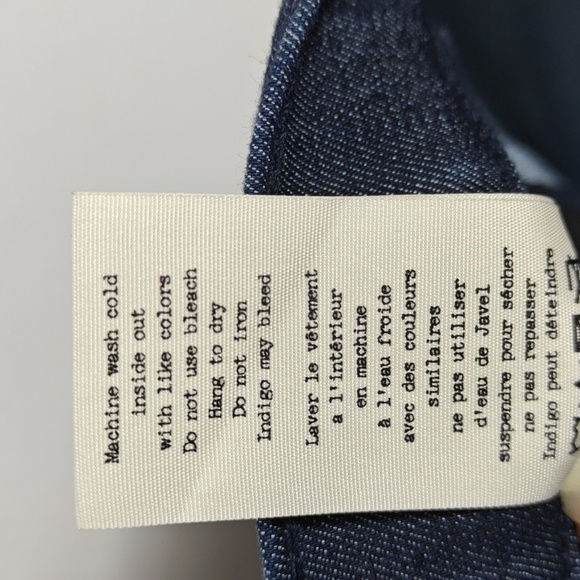 Machine wash cold
inside out
with like colors
Do not use bleach
Hang to dry
Do not iron
Indigo may bleed
Laver le vêtement
a l'intérieur
en machine
à l'eau froide
avec des couleurs
similaires
ne pas utiliser
d'eau de Javel
suspendre pour sécher
ne pas repasser
Indigo peut déteindre